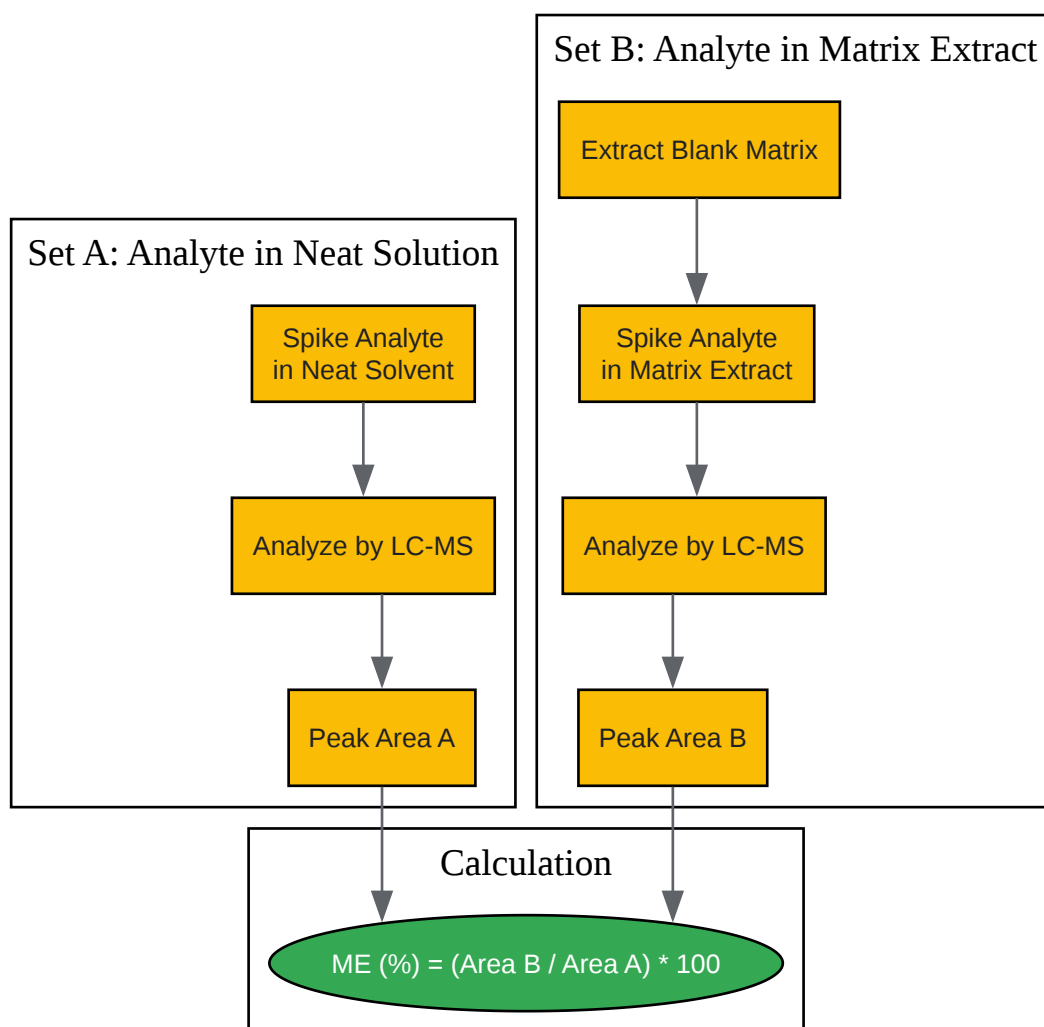 Set A: Analyte in Neat Solution
Spike Analyte
in Neat Solvent
Analyze by LC-MS
Peak Area A
Set B: Analyte in Matrix Extract
Extract Blank Matrix
Spike Analyte
in Matrix Extract
Analyze by LC-MS
Peak Area B
Calculation
ME (%) = (Area B / Area A) * 100